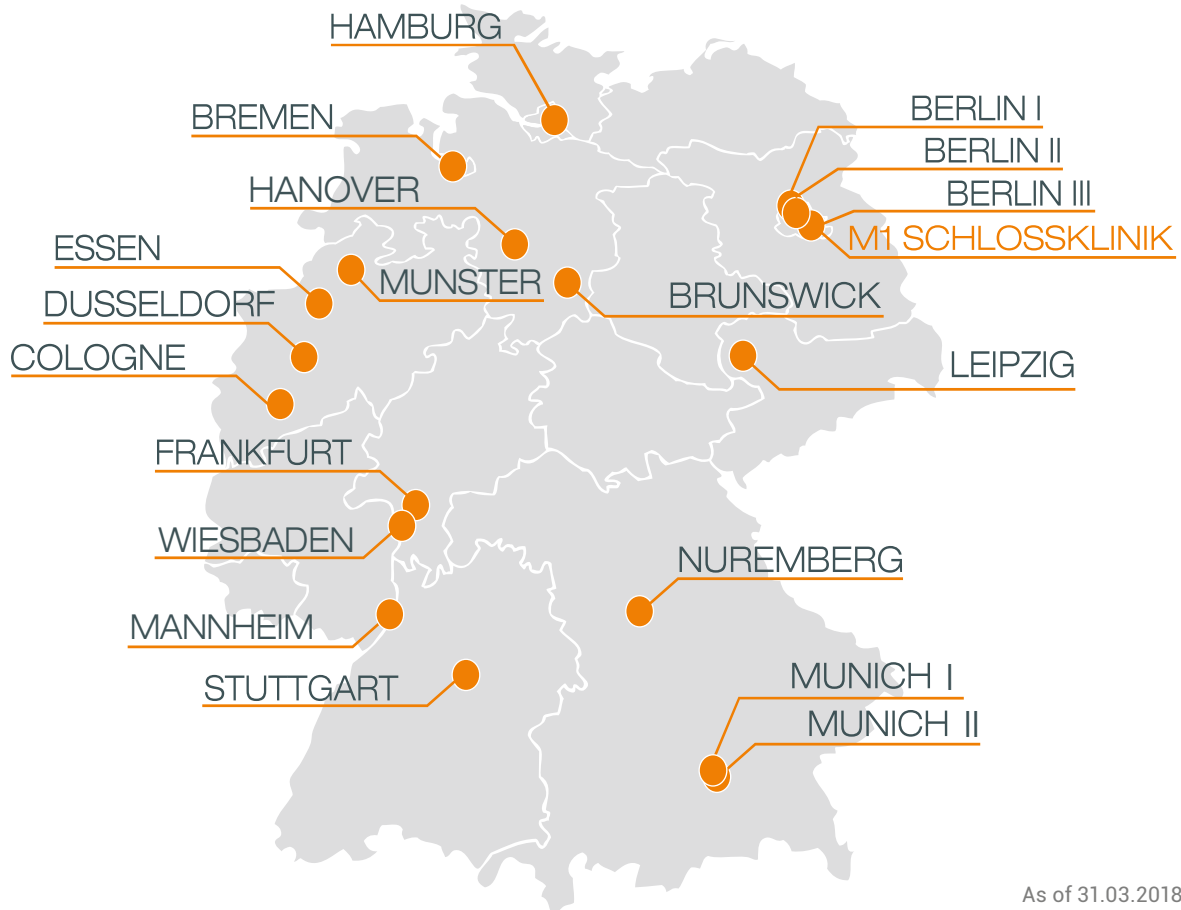 HAMBURG
BREMEN
BERLIN I
BERLIN II
HANOVER
BERLIN III
M1 SCHLOSSKLINIK
ESSEN
MUNSTER
BRUNSWICK
DUSSELDORF
COLOGNE
LEIPZIG
FRANKFURT
WIESBADEN
NUREMBERG
MANNHEIM
STUTTGART
MUNICH I
MUNICH II
As of 31.03.2018